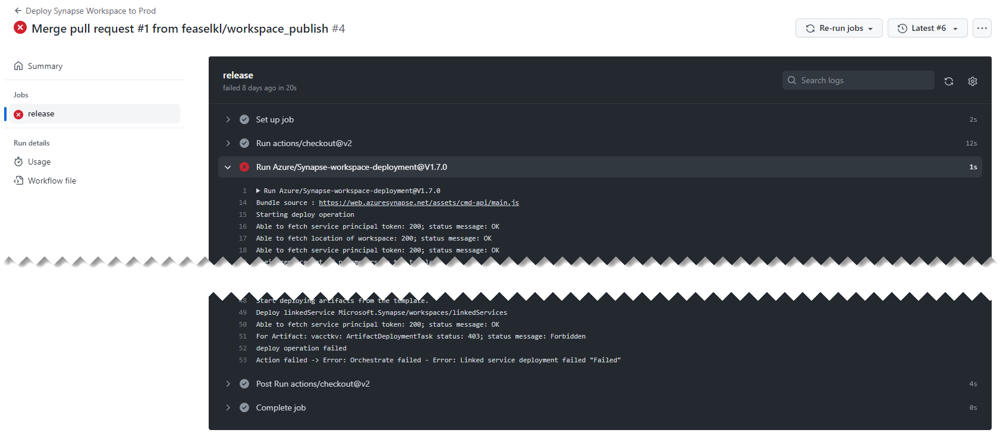 Deploy Synapse Workspace to Prod
Merge pull request #1 from feaselkl/workspace_publish #4
Re-run jobs
Latest #6
Summary
Jobs
release
Run details
Usage
Workflow file
release
failed 8 days ago in 20s
Search logs
Set up job 2s
Run actions/checkout@v2 12s
Run Azure/Synapse-workspace-deployment@V1.7.0 1s
1 Run Azure/Synapse-workspace-deployment@V1.7.0
14 Bundle source : https://web.azuresynapse.net/assets/cmd-api/main.js
15 Starting deploy operation
16 Able to fetch service principal token: 200; status message: OK
17 Able to fetch location of workspace: 200; status message: OK
18 Able to fetch service principal token: 200; status message: OK
48 Start deploying artifacts from the template.
49 Deploy linkedService Microsoft.Synapse/workspaces/linkedServices
50 Able to fetch service principal token: 200; status message: OK
51 For Artifact: vacctkv: ArtifactDeploymentTask status: 403; status message: Forbidden
52 deploy operation failed
53 Action failed -> Error: Orchestrate failed - Error: Linked service deployment failed "Failed"
Post Run actions/checkout@v2 4s
Complete job 0s